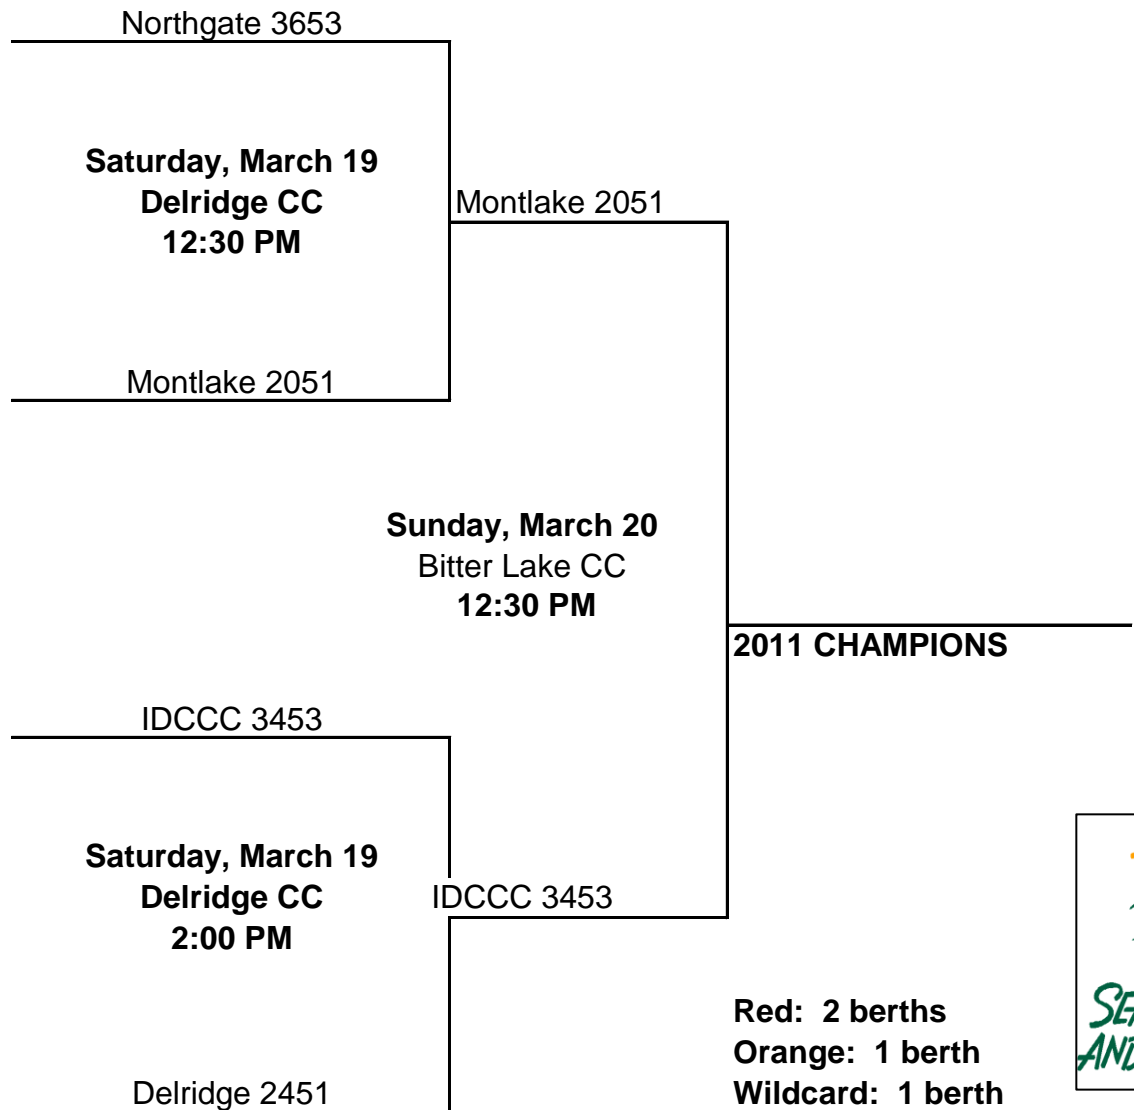 Northgate 3653
Saturday, March 19
Delridge CC
12:30 PM
Montlake 2051
Montlake 2051
Sunday, March 20
Bitter Lake CC
12:30 PM
2011 CHAMPIONS
IDCCC 3453
Saturday, March 19
Delridge CC
2:00 PM
IDCCC 3453
Red: 2 berths
Orange: 1 berth
Wildcard: 1 berth
Delridge 2451